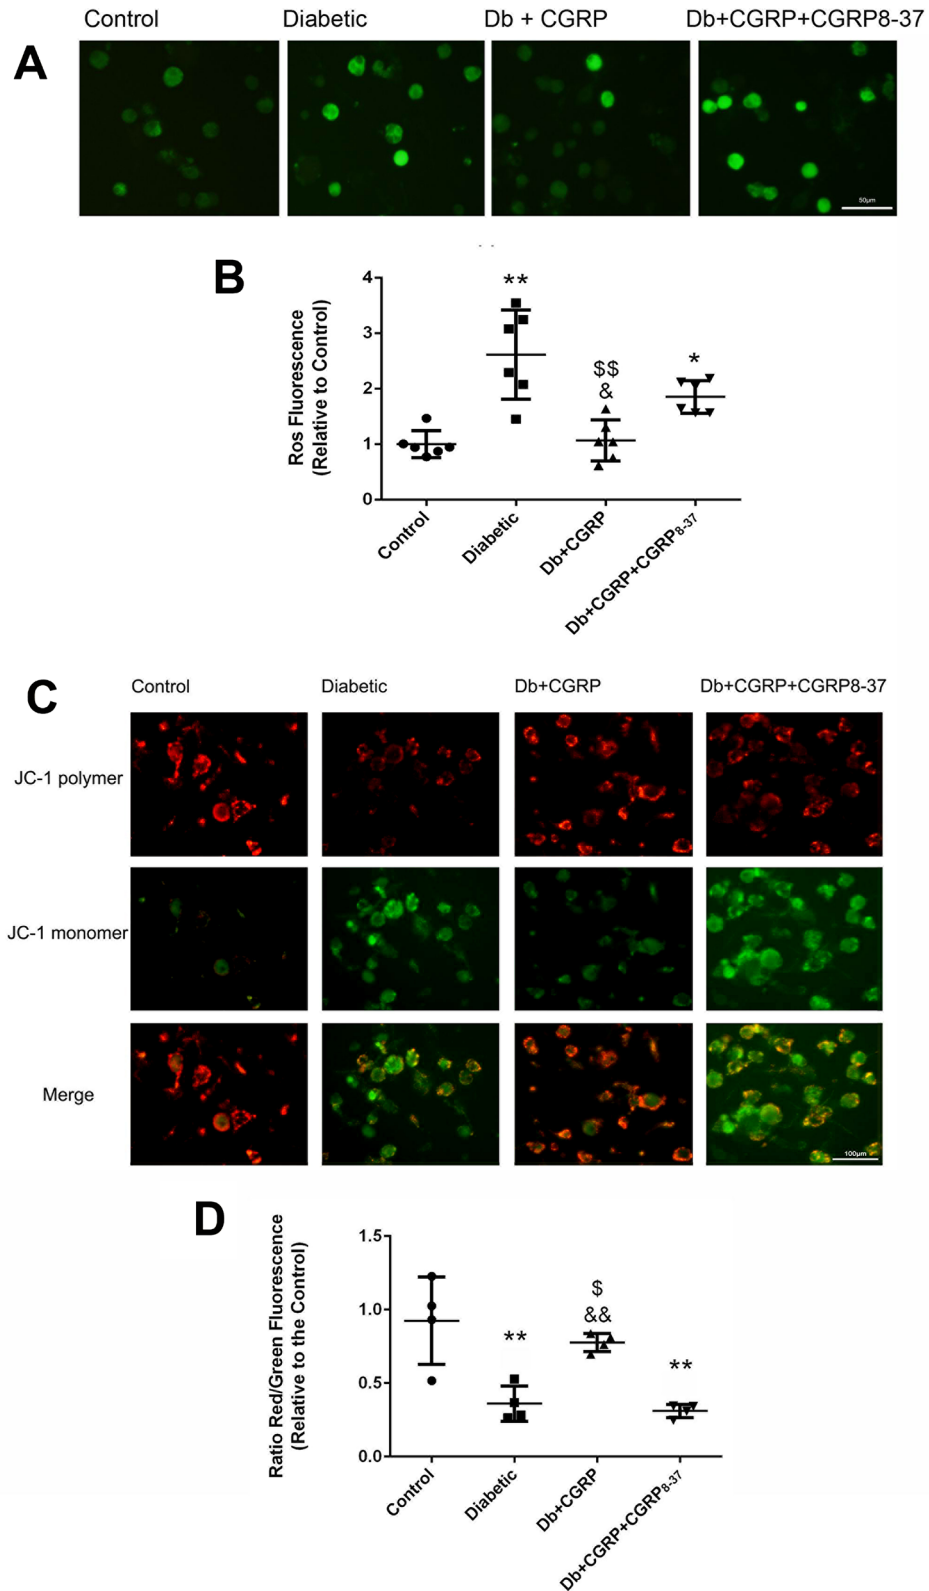 Control Diabetic Db + CGRP Db+CGRP+CGRP8-37
A
50µm
B
Ros Fluorescence
(Relative to Control)
4
3
2
1
0
**
$$
&
*
Control
Diabetic
Db+CGRP
Db+CGRP+CGRP8-37
C
Control Diabetic Db+CGRP Db+CGRP+CGRP8-37
JC-1 polymer
JC-1 monomer
Merge
100µm
D
Ratio Red/Green Fluorescence
(Relative to the Control)
1.5
1.0
0.5
0.0
**
$
&&
**
Control
Diabetic
Db+CGRP
Db+CGRP+CGRP8-37